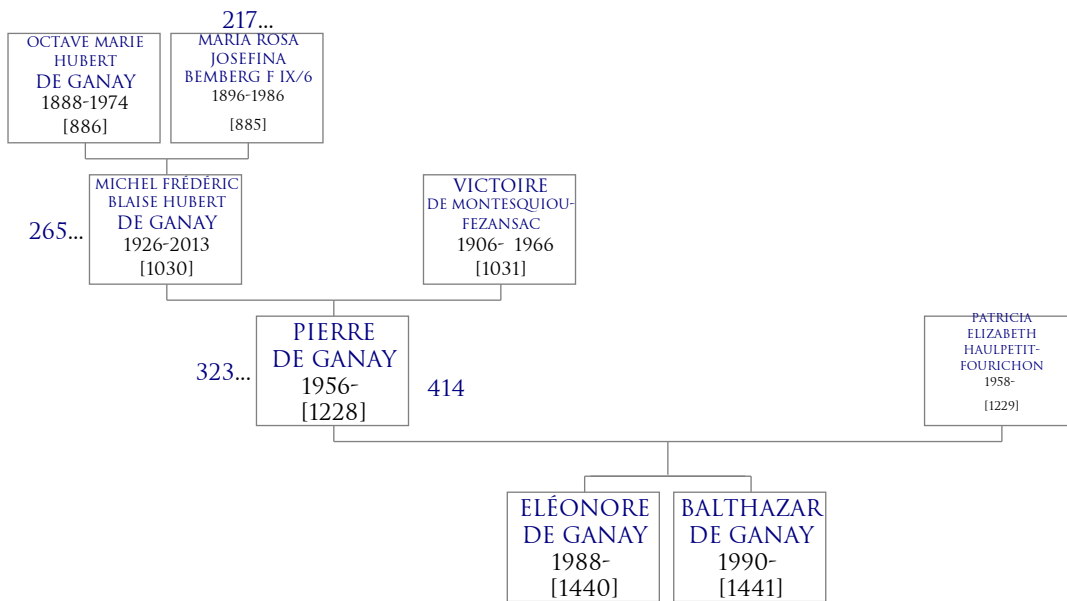 217...
OCTAVE MARIE
HUBERT
DE GANAY
1888-1974
[886]
MARIA ROSA
JOSEFINA
BEMBERG F IX/6
1896-1986
[885]
265...
MICHEL FRÉDÉRIC
BLAISE HUBERT
DE GANAY
1926-2013
[1030]
VICTOIRE
DE MONTESQUIOU-
FEZANSAC
1906- 1966
[1031]
323...
PIERRE
DE GANAY
1956-
[1228]
414
PATRICIA
ELIZABETH
HAULPETIT-
FOURICHON
1958-
[1229]
ELÉONORE
DE GANAY
1988-
[1440]
BALTHAZAR
DE GANAY
1990-
[1441]